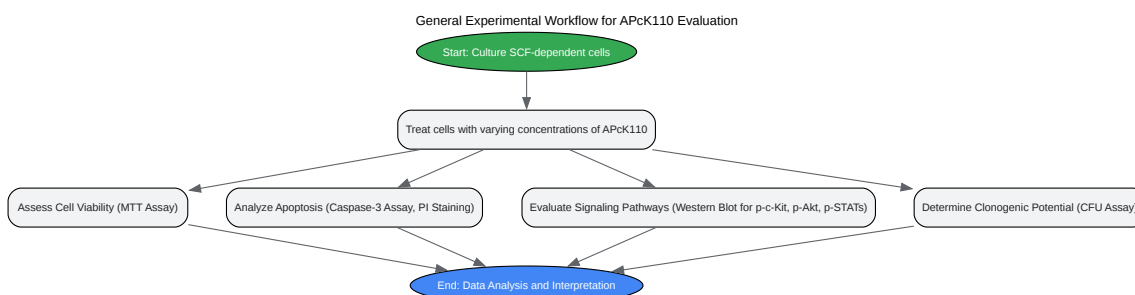 General Experimental Workflow for APcK110 Evaluation
Start: Culture SCF-dependent cells
Treat cells with varying concentrations of APcK110
Assess Cell Viability (MTT Assay)
Analyze Apoptosis (Caspase-3 Assay, PI Staining)
Evaluate Signaling Pathways (Western Blot for p-c-Kit, p-Akt, p-STATs)
Determine Clonogenic Potential (CFU Assay)
End: Data Analysis and Interpretation